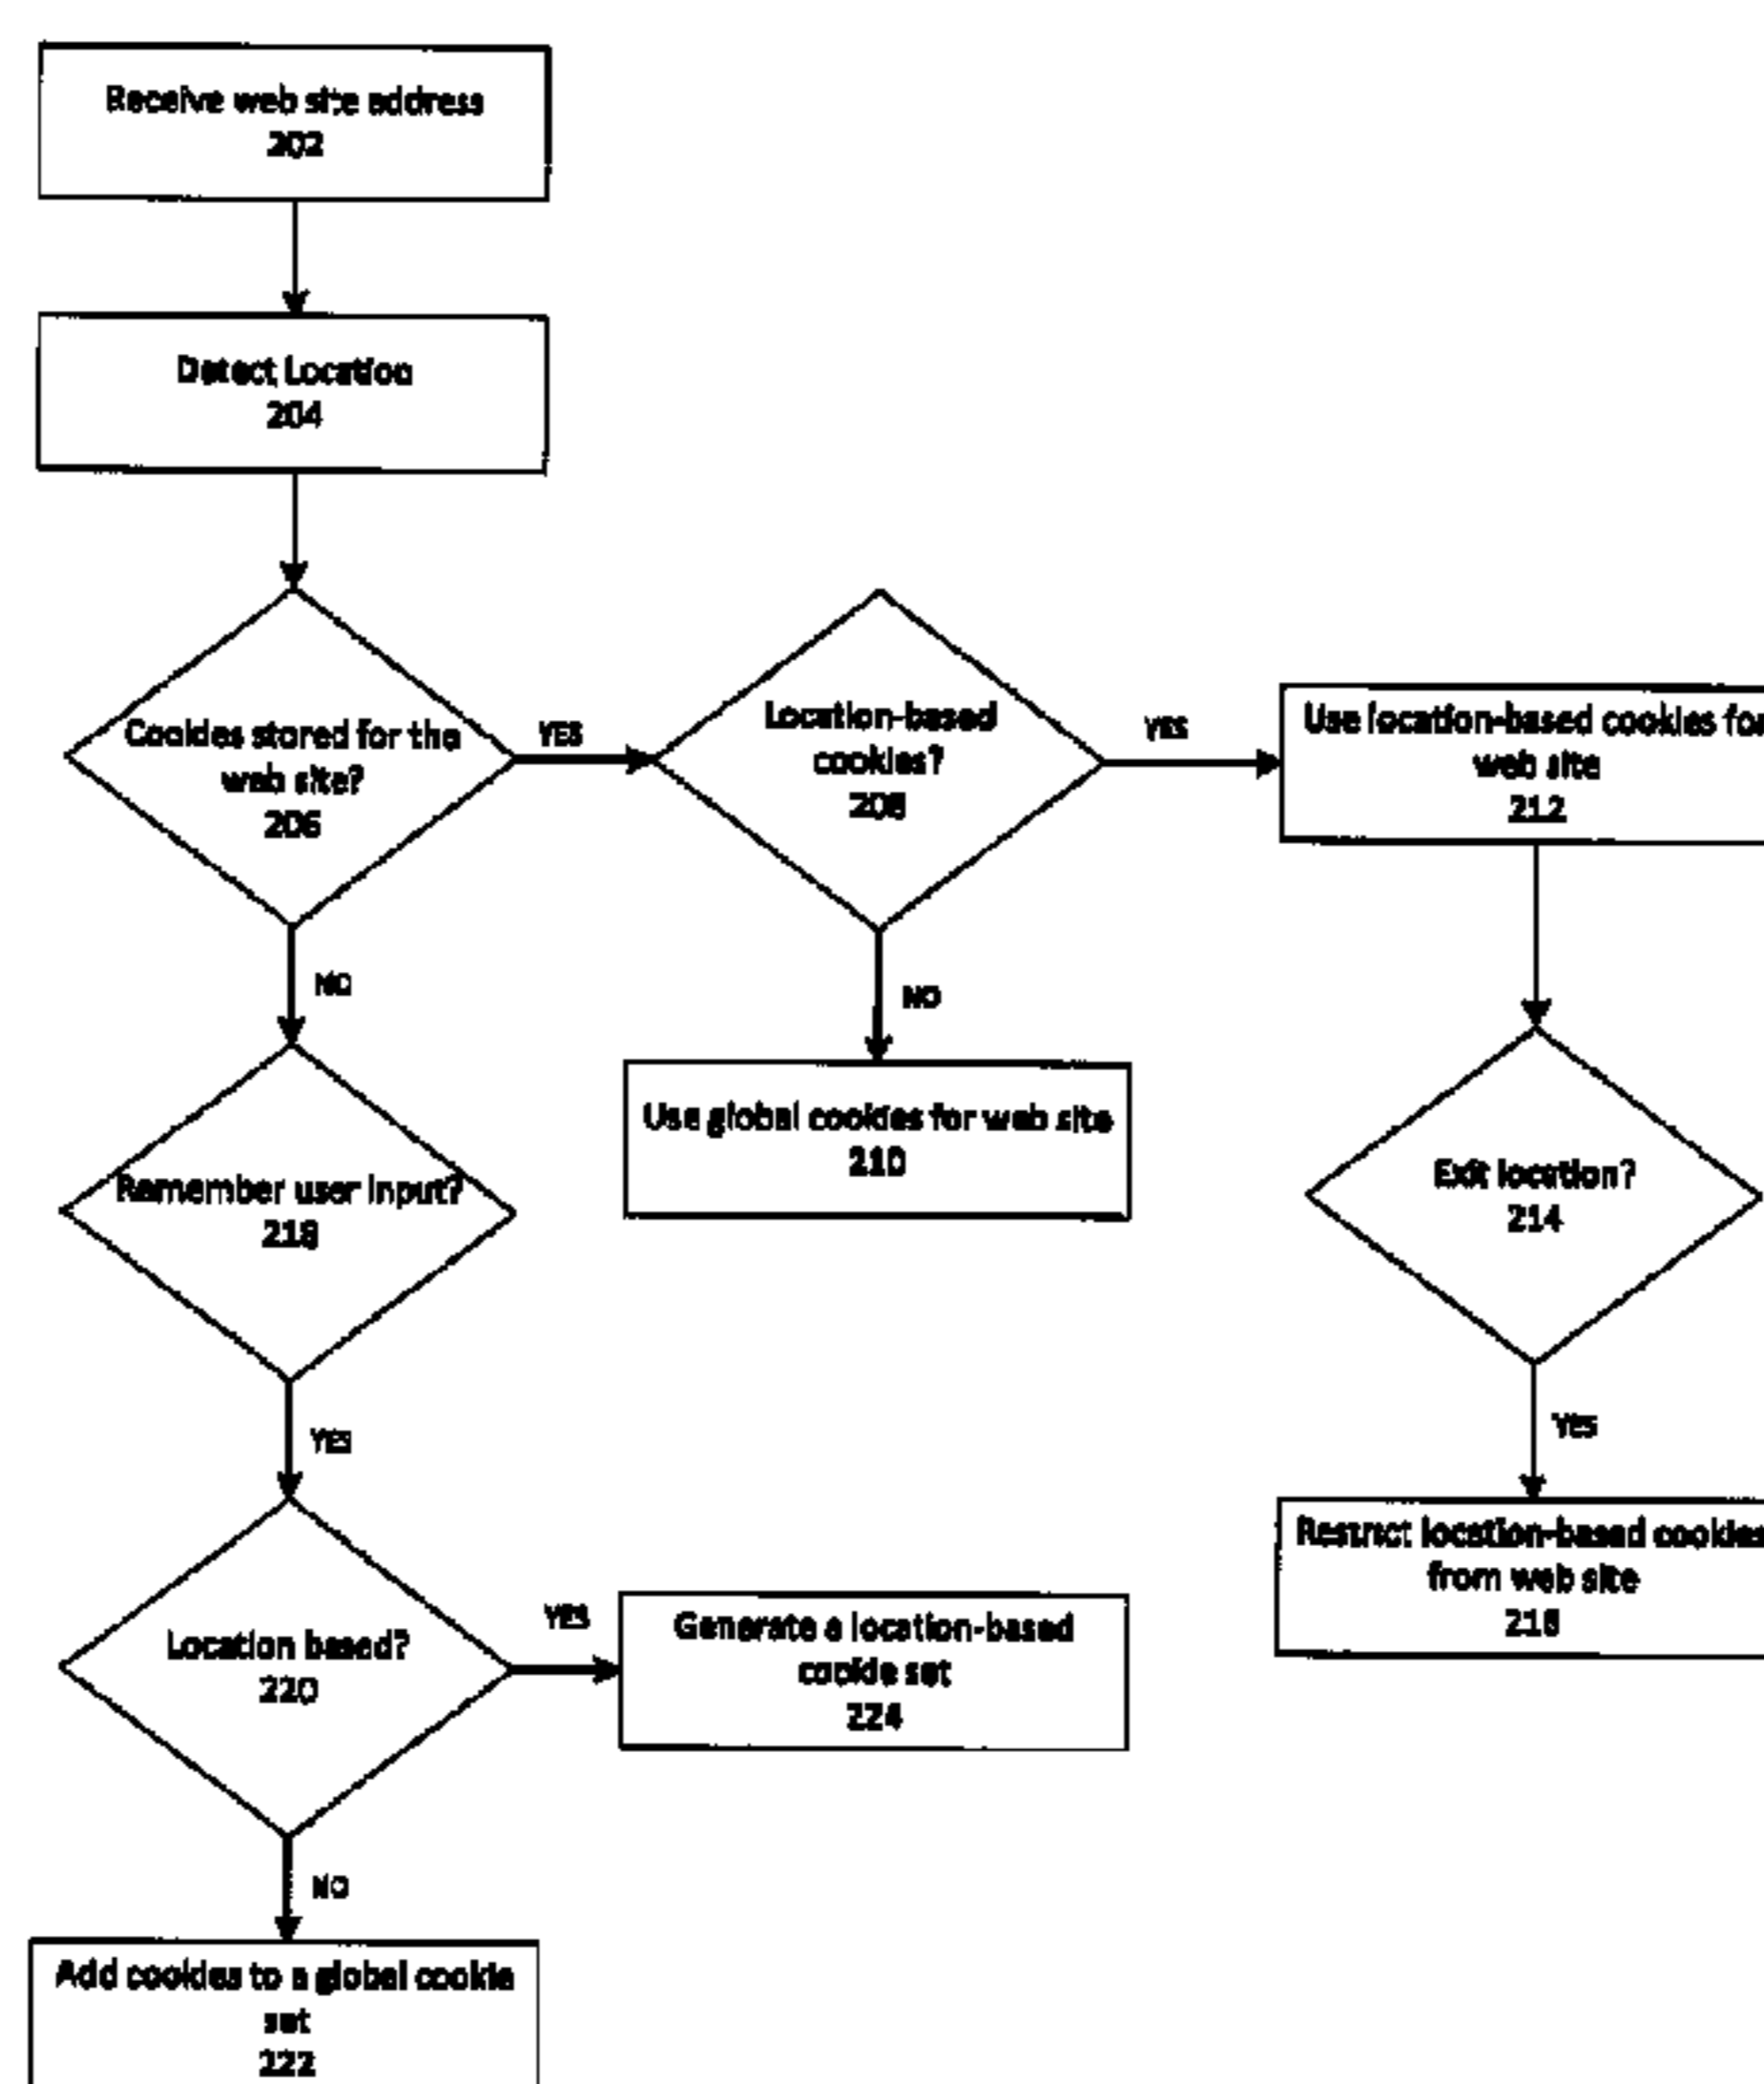 Receive web site address
202
Detect Location
204
Cookies stored for the
web site?
206
YES
Location-based
cookies?
208
YES
Use location-based cookies for
web site
212
NO
NO
Use global cookies for web site
210
Remember user input?
218
Exit location?
214
YES
YES
Restrict location-based cookies
from web site
216
Location based?
220
YES
Generate a location-based
cookie set
224
NO
Add cookies to a global cookie
set
222